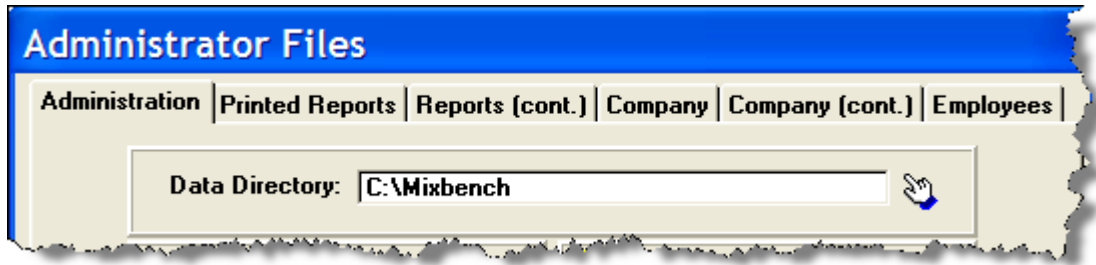 Administrator Files
Administration Printed Reports Reports (cont.) Company Company (cont.) Employees
Data Directory: C:\Mixbench